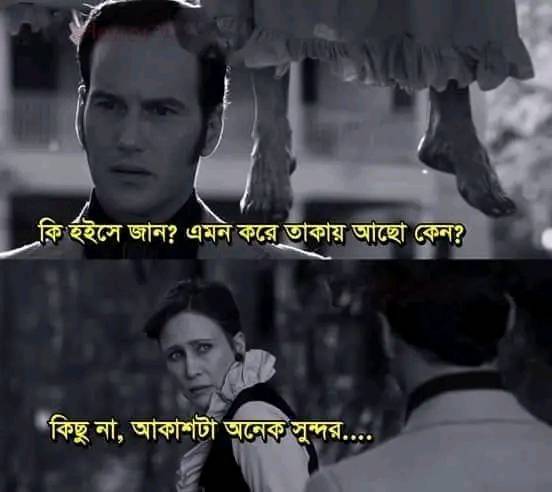 কি হইসে জান? এমন করে তাকায় আছো কেন?
কিছু না, আকাশটা অনেক সুন্দর....